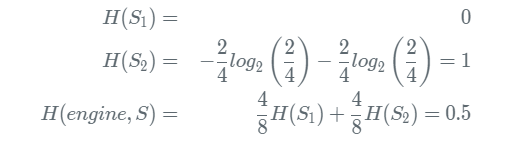 H(S₁) = 0
H(S₂) = −2/4 log₂ (2/4) − 2/4 log₂ (2/4) = 1
H(engine, S) = 4/8 H(S₁) + 4/8 H(S₂) = 0.5